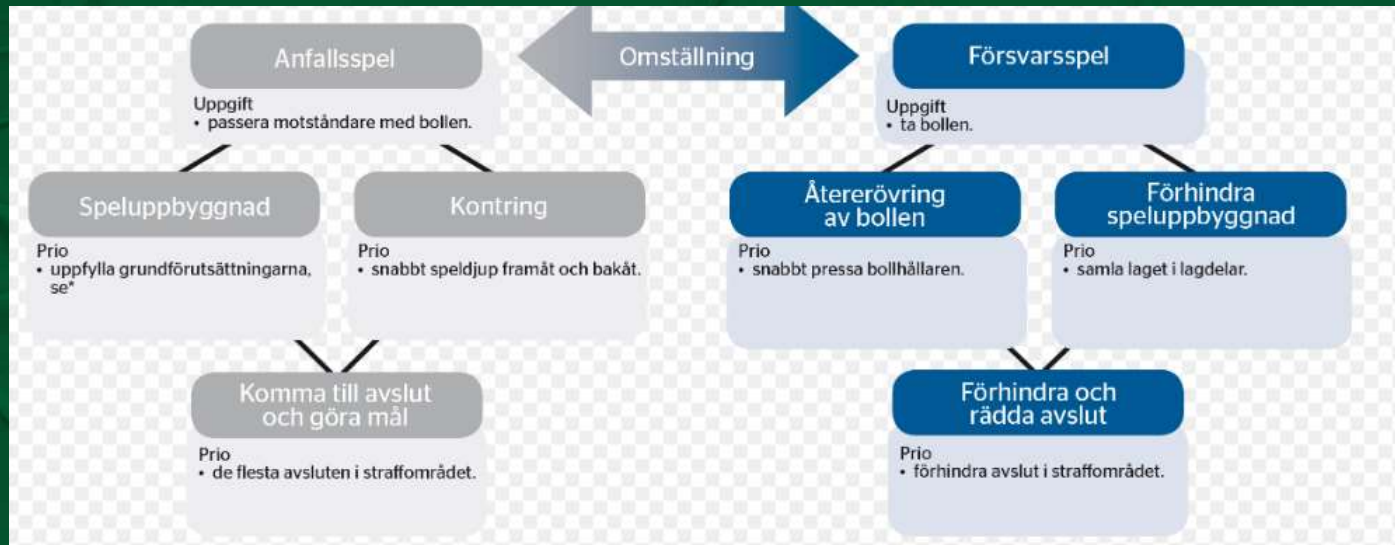 Anfallsspel
Omställning
Försvarsspel
Uppgift
• passera motståndare med bollen.
Uppgift
• ta bollen.
Speluppbyggnad
Prio
• uppfylla grundförutsättningarna,
se*
Kontring
Prio
• snabbt speldjup framåt och bakåt.
Återerövring
av bollen
Prio
• snabbt pressa bollhållaren.
Förhindra
speluppbyggnad
Prio
• samla laget i lagdelar.
Komma till avslut
och göra mål
Prio
• de flesta avsluten i straffområdet.
Förhindra och
rädda avslut
Prio
• förhindra avslut i straffområdet.